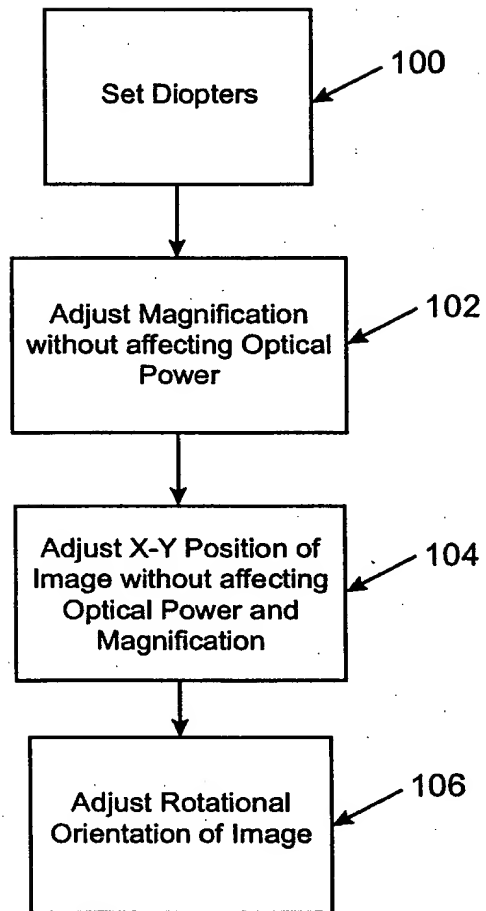 Set Diopters
100
Adjust Magnification
without affecting Optical
Power
102
Adjust X-Y Position of
Image without affecting
Optical Power and
Magnification
104
Adjust Rotational
Orientation of Image
106